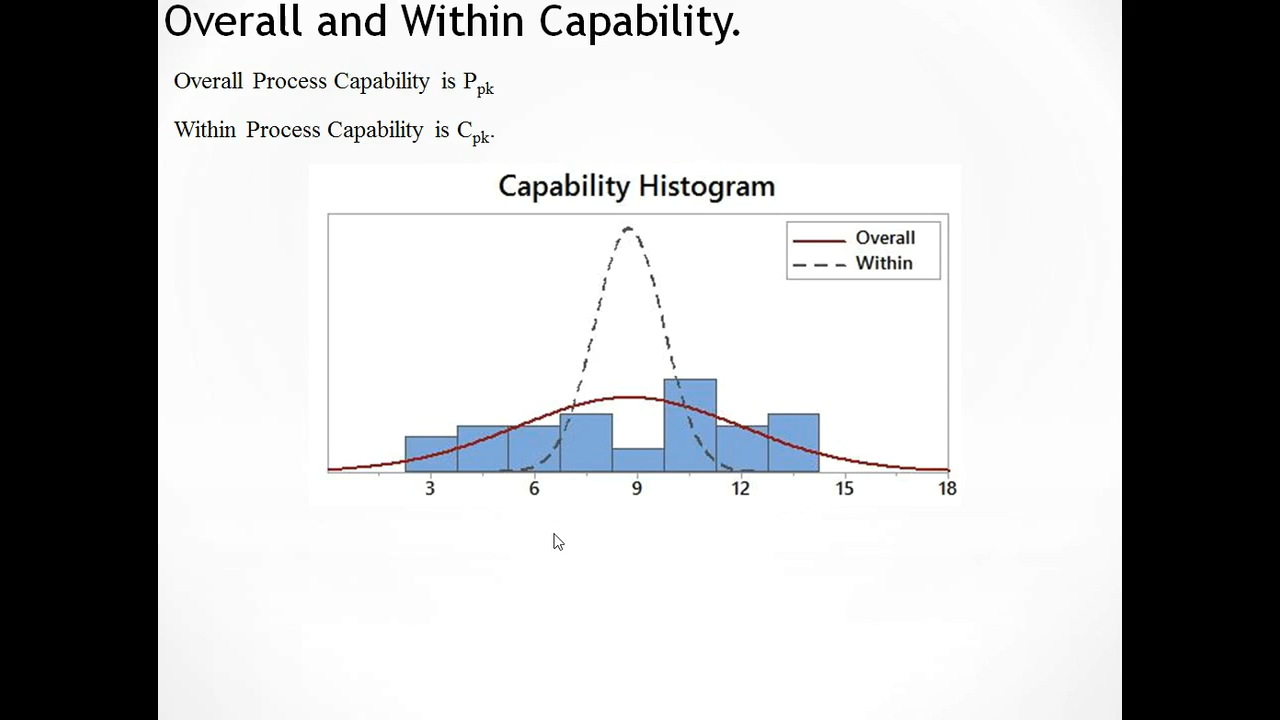 Overall and Within Capability.
Overall Process Capability is Ppk
Within Process Capability is Cpk.
Capability Histogram
Overall
Within
3 6 9 12 15 18